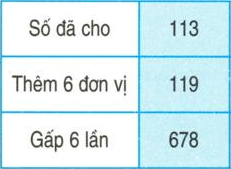 Số đã cho 113
Thêm 6 đơn vị 119
Gấp 6 lần 678